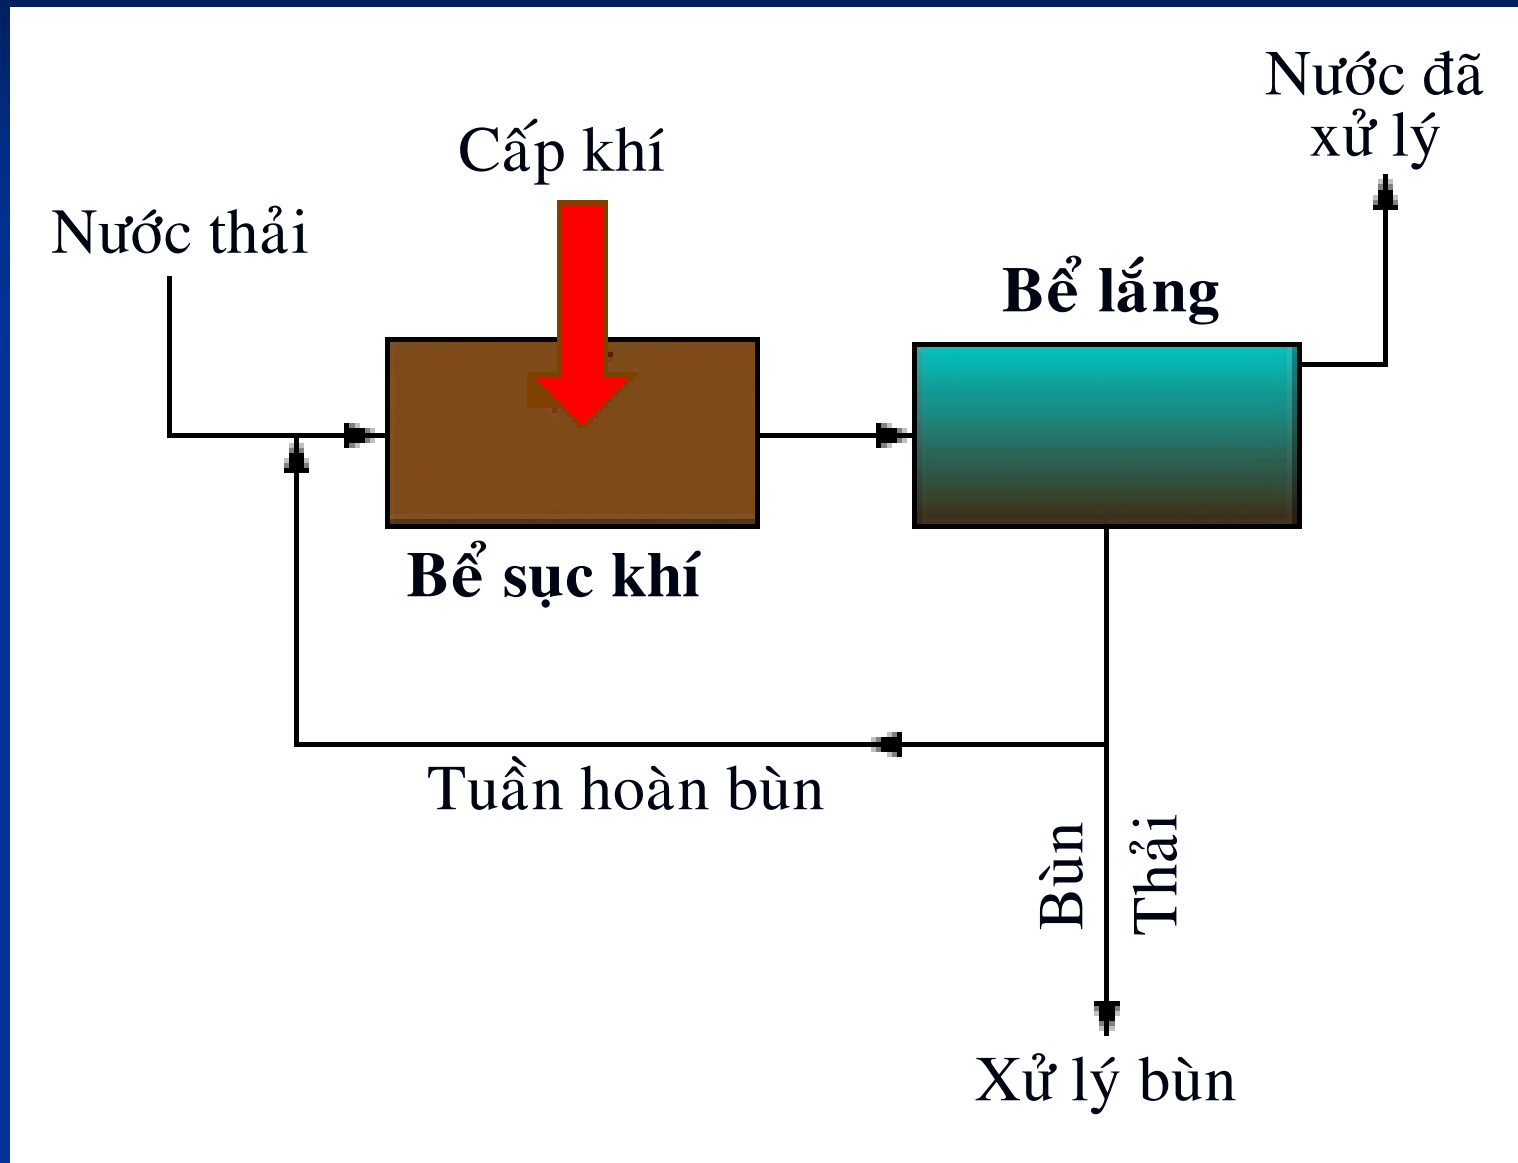 Nước đã
xử lý
Cấp khí
Nước thải
Bể lắng
Bể sục khí
Tuần hoàn bùn
Bùn
Thải
Xử lý bùn